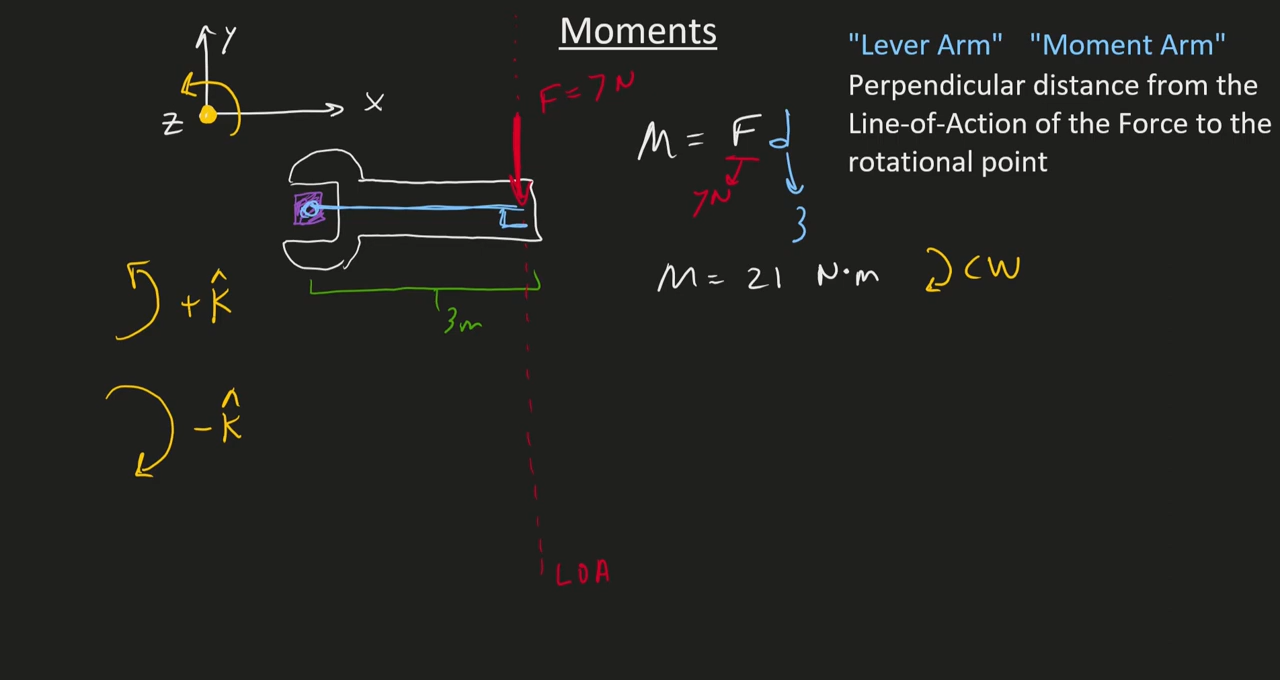 Moments
"Lever Arm" "Moment Arm"
Perpendicular distance from the
Line-of-Action of the Force to the
rotational point
Y
X
Z
F = 7N
M = F d
7N
3
M = 21 N·m
CW
3m
+ k̂
- k̂
LOA